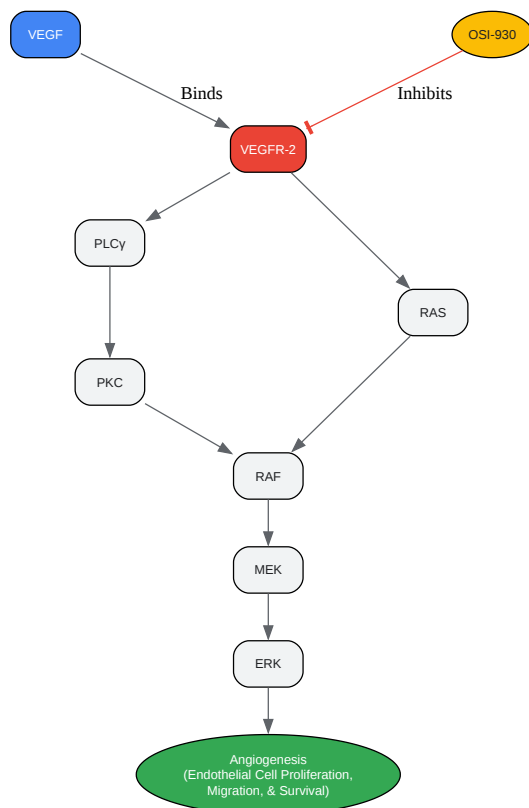 VEGF
OSI-930
Binds
Inhibits
VEGFR-2
PLCγ
RAS
PKC
RAF
MEK
ERK
Angiogenesis
(Endothelial Cell Proliferation,
Migration, & Survival)